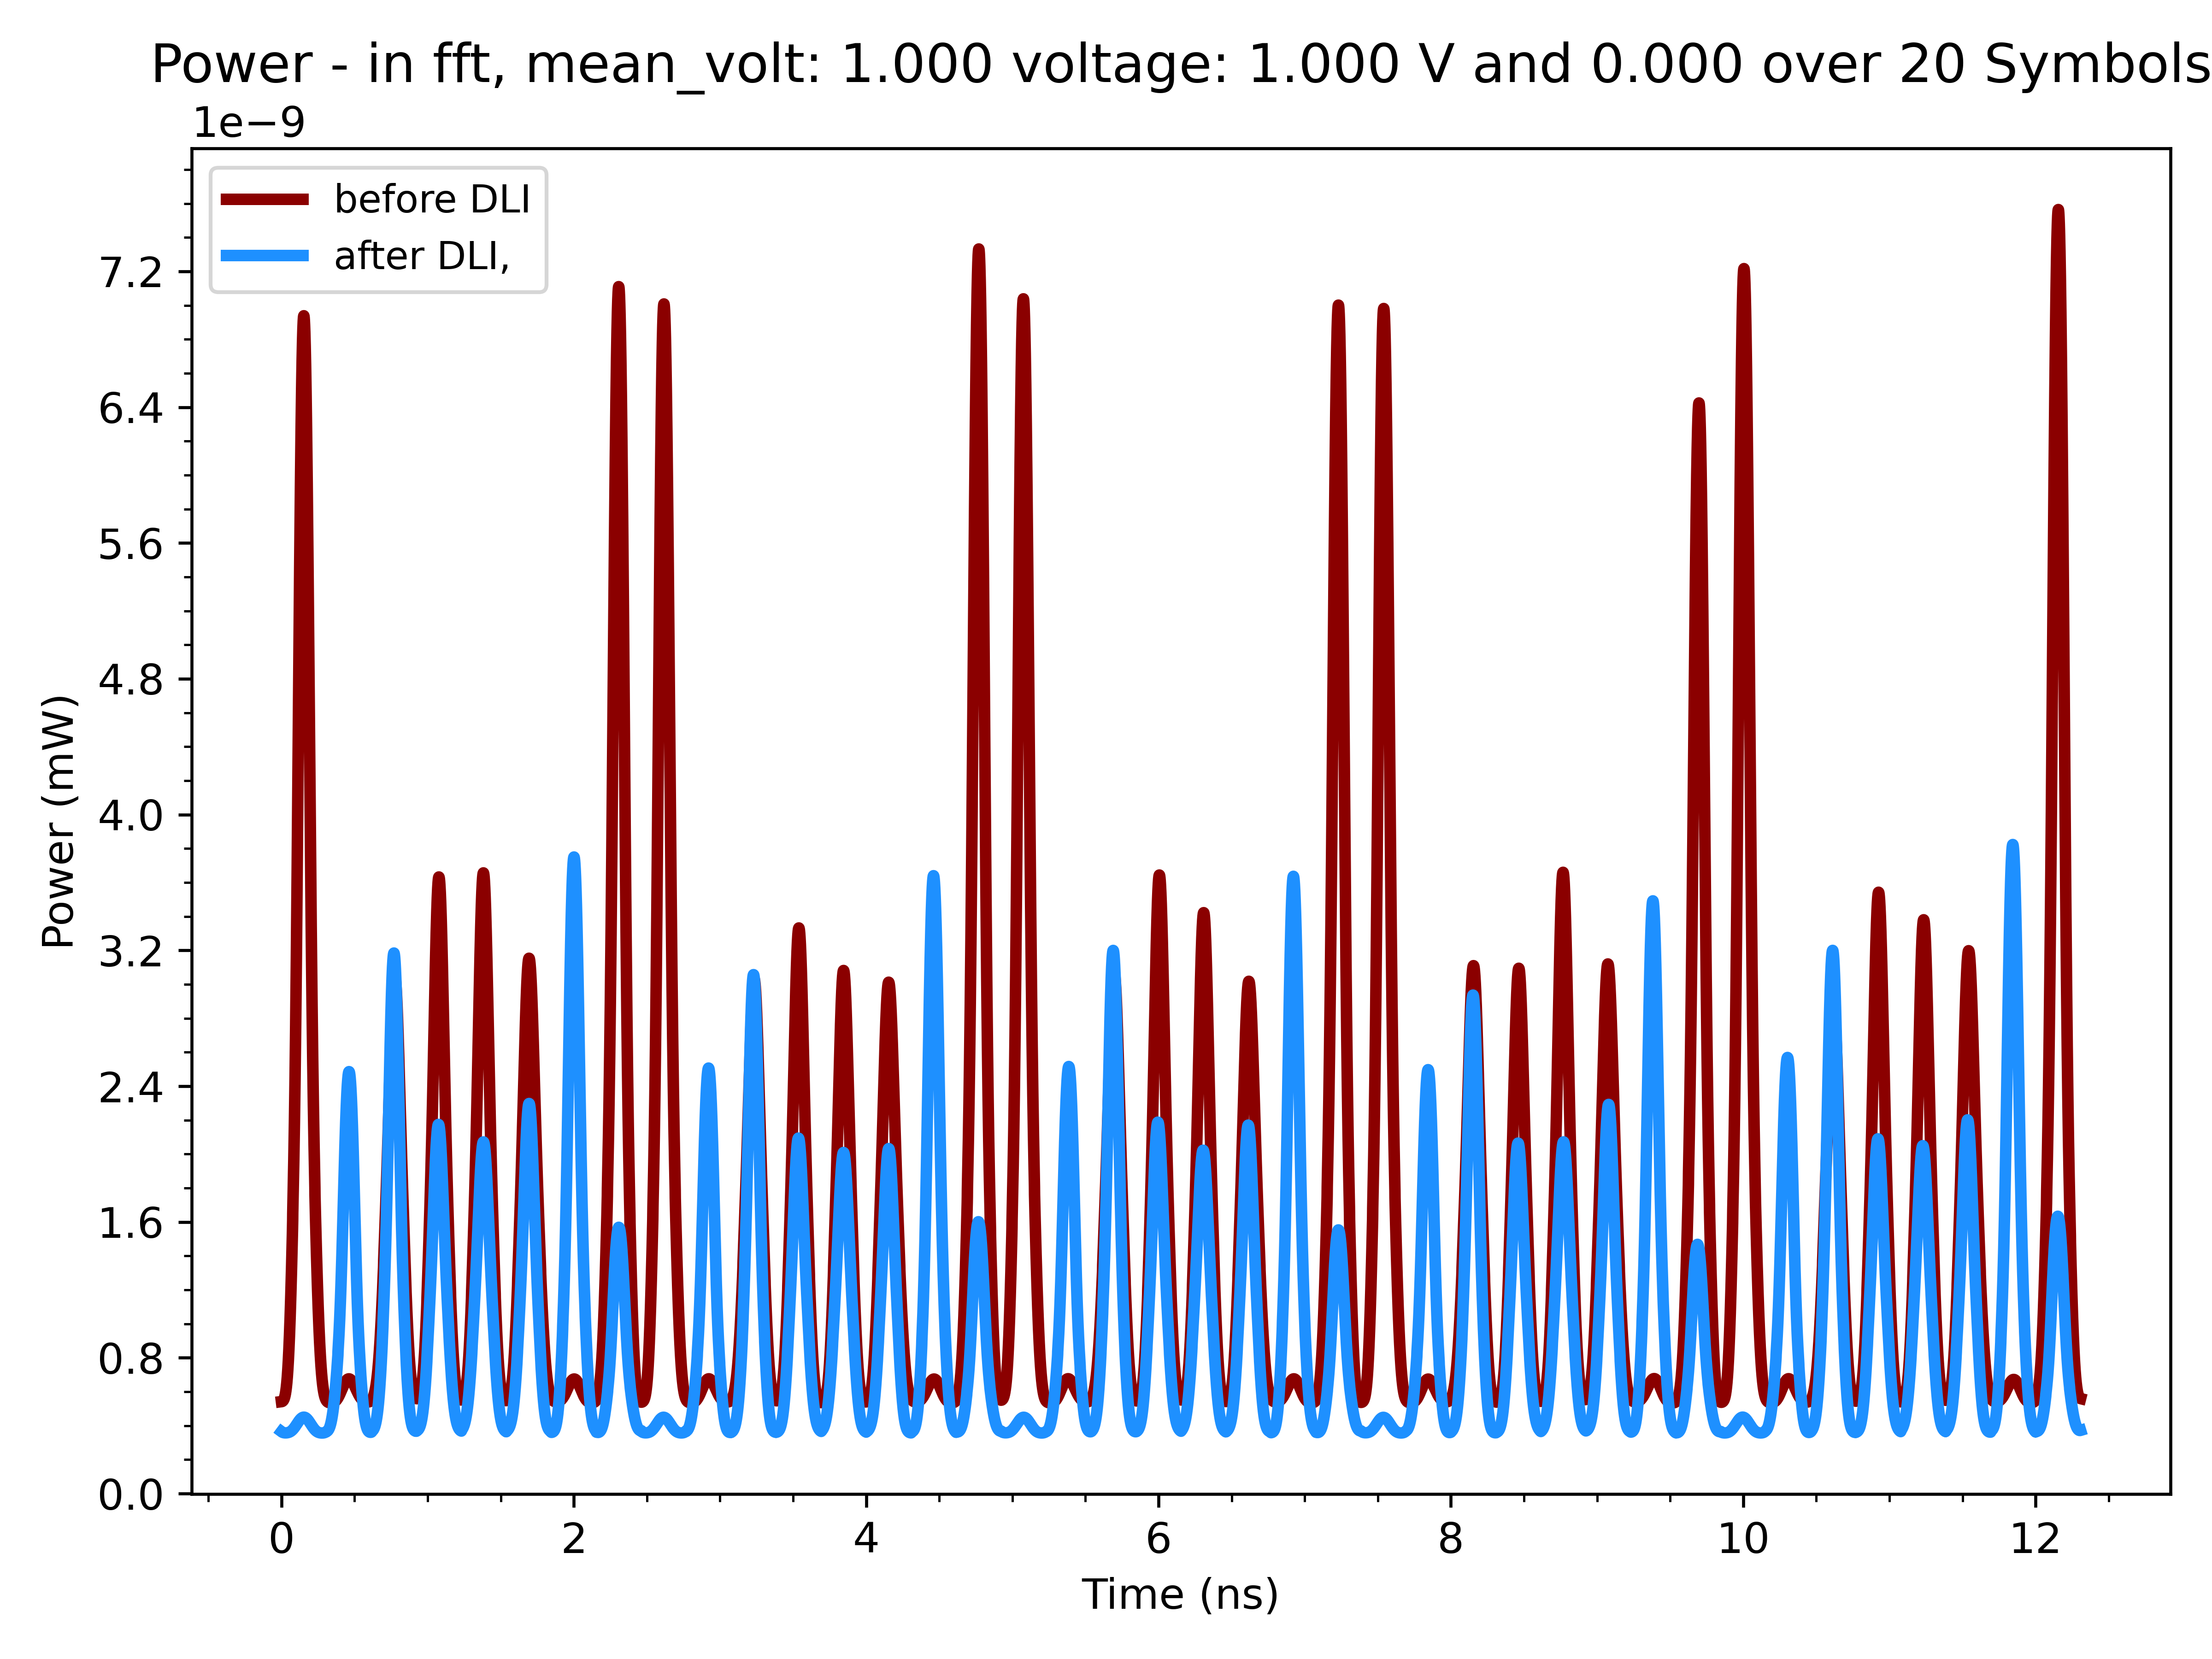 Power - in fft, mean_volt: 1.000 voltage: 1.000 V and 0.000 over 20 Symbols
1e−9
before DLI
after DLI,
7.2
6.4
5.6
4.8
4.0
3.2
2.4
1.6
0.8
0.0
Power (mW)
0 2 4 6 8 10 12
Time (ns)